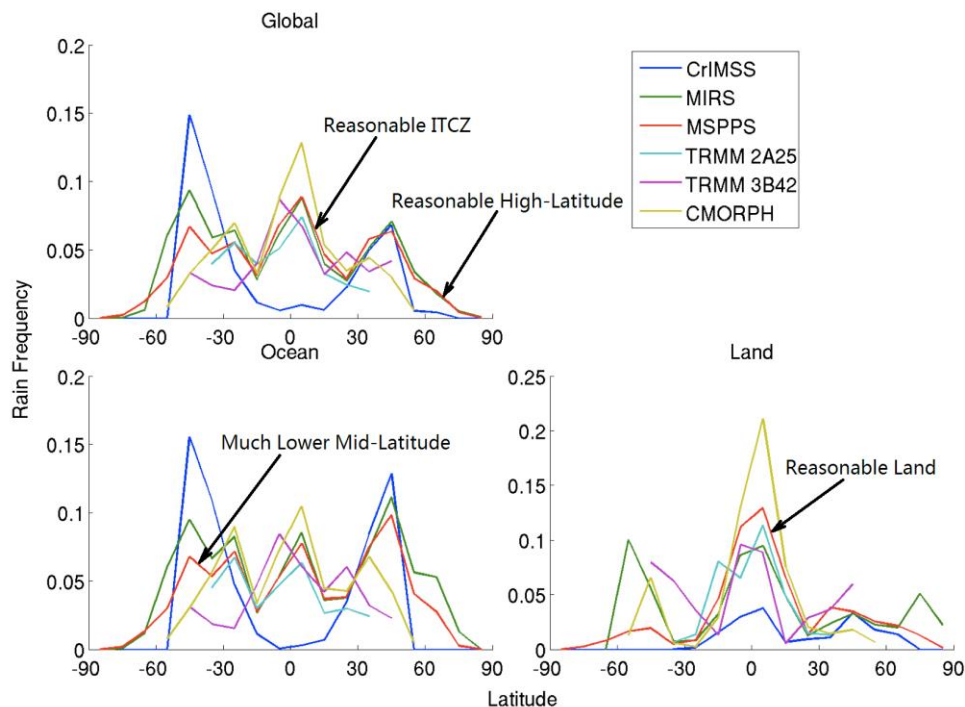 Global
0.2
0.15
0.1
0.05
0
-90 -60 -30 0 30 60 90
Reasonable ITCZ
Reasonable High-Latitude
CrIMSS
MIRS
MSPPS
TRMM 2A25
TRMM 3B42
CMORPH
Rain Frequency
Ocean
0.2
0.15
0.1
0.05
0
-90 -60 -30 0 30 60 90
Much Lower Mid-Latitude
Land
0.25
0.2
0.15
0.1
0.05
0
-90 -60 -30 0 30 60 90
Reasonable Land
Latitude